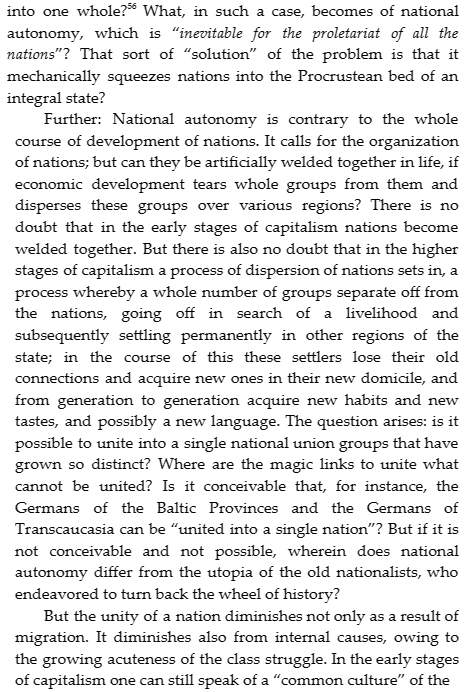 into one whole?⁵⁶ What, in such a case, becomes of national
autonomy, which is “inevitable for the proletariat of all the
nations”? That sort of “solution” of the problem is that it
mechanically squeezes nations into the Procrustean bed of an
integral state?
Further: National autonomy is contrary to the whole
course of development of nations. It calls for the organization
of nations; but can they be artificially welded together in life, if
economic development tears whole groups from them and
disperses these groups over various regions? There is no
doubt that in the early stages of capitalism nations become
welded together. But there is also no doubt that in the higher
stages of capitalism a process of dispersion of nations sets in, a
process whereby a whole number of groups separate off from
the nations, going off in search of a livelihood and
subsequently settling permanently in other regions of the
state; in the course of this these settlers lose their old
connections and acquire new ones in their new domicile, and
from generation to generation acquire new habits and new
tastes, and possibly a new language. The question arises: is it
possible to unite into a single national union groups that have
grown so distinct? Where are the magic links to unite what
cannot be united? Is it conceivable that, for instance, the
Germans of the Baltic Provinces and the Germans of
Transcaucasia can be “united into a single nation”? But if it is
not conceivable and not possible, wherein does national
autonomy differ from the utopia of the old nationalists, who
endeavored to turn back the wheel of history?
But the unity of a nation diminishes not only as a result of
migration. It diminishes also from internal causes, owing to
the growing acuteness of the class struggle. In the early stages
of capitalism one can still speak of a “common culture” of the